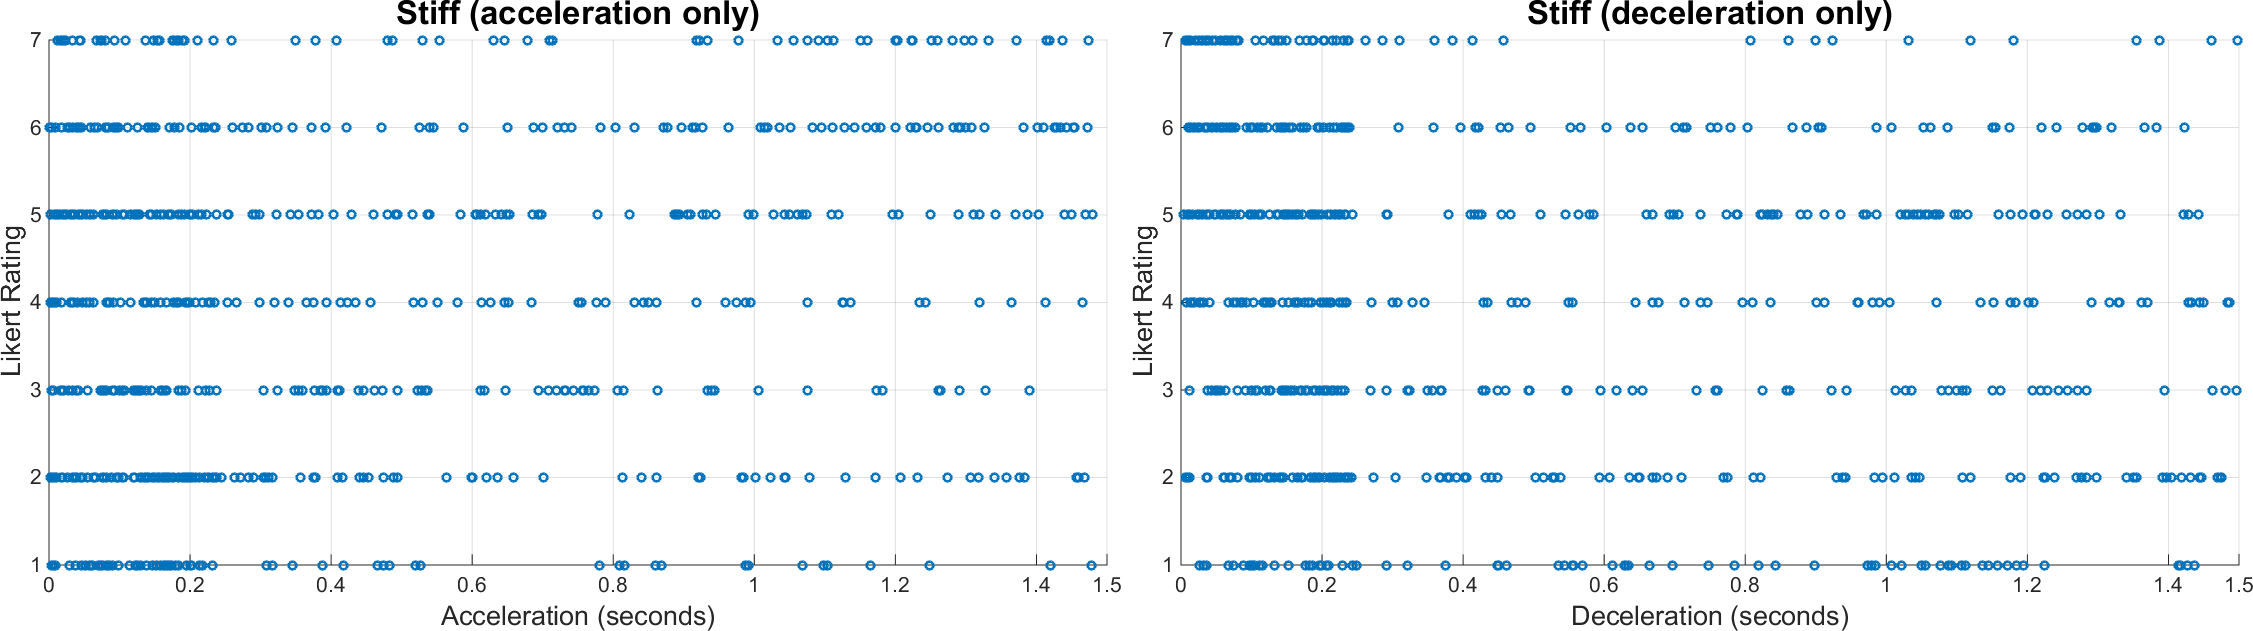 Stiff (acceleration only)
Likert Rating
7
6
5
4
3
2
1
0 0.2 0.4 0.6 0.8 1 1.2 1.4 1.5
Acceleration (seconds)
Stiff (deceleration only)
Likert Rating
7
6
5
4
3
2
1
0 0.2 0.4 0.6 0.8 1 1.2 1.4 1.5
Deceleration (seconds)